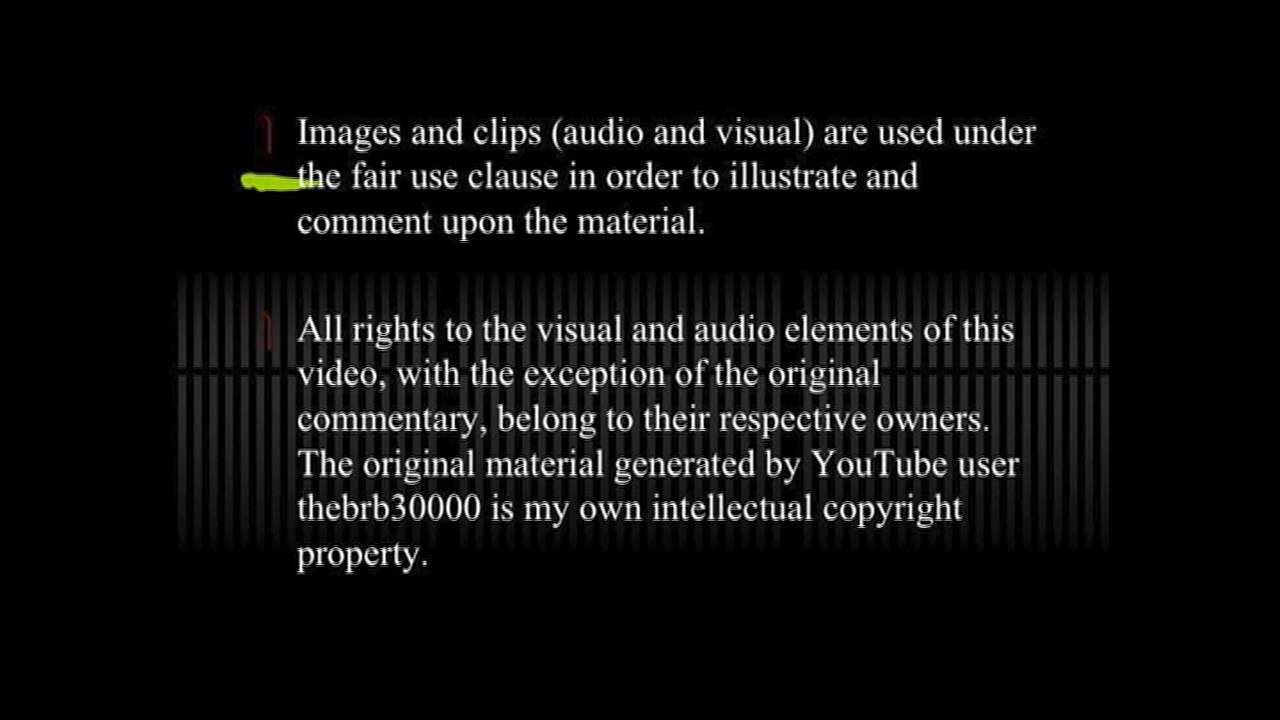 Images and clips (audio and visual) are used under
the fair use clause in order to illustrate and
comment upon the material.
All rights to the visual and audio elements of this
video, with the exception of the original
commentary, belong to their respective owners.
The original material generated by YouTube user
thebrb30000 is my own intellectual copyright
property.